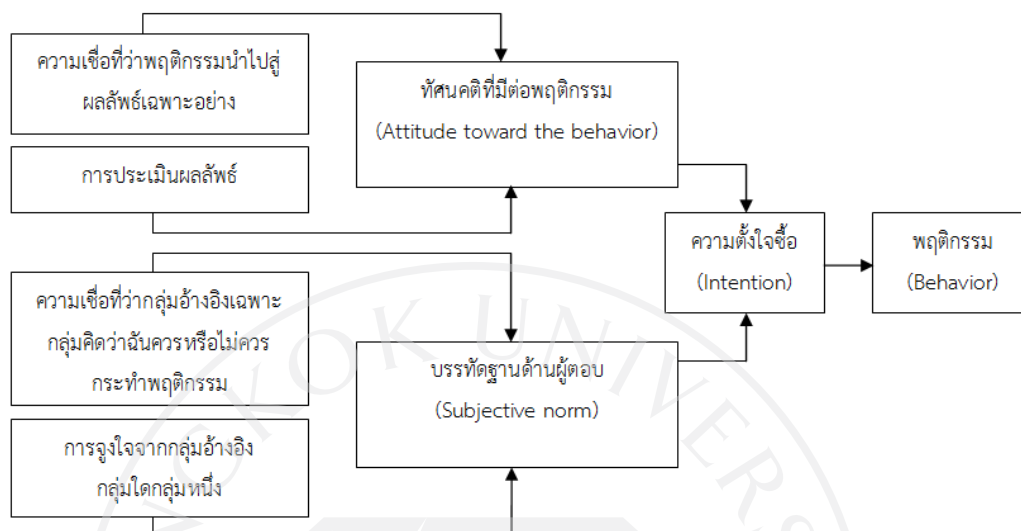 ความเชื่อที่ว่าพฤติกรรมนำไปสู่
ผลลัพธ์เฉพาะอย่าง
การประเมินผลลัพธ์
ทัศนคติที่มีต่อพฤติกรรม
(Attitude toward the behavior)
ความตั้งใจซื้อ
(Intention)
พฤติกรรม
(Behavior)
ความเชื่อที่ว่ากลุ่มอ้างอิงเฉพาะ
กลุ่มคิดว่าฉันควรหรือไม่ควร
กระทำพฤติกรรม
บรรทัดฐานด้านผู้ตอบ
(Subjective norm)
การจูงใจจากกลุ่มอ้างอิง
กลุ่มใดกลุ่มหนึ่ง